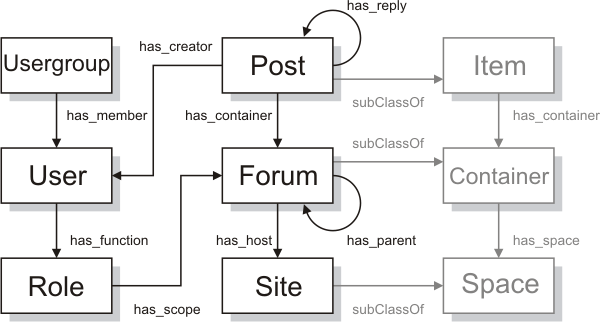 has_reply
has_creator
Usergroup
Post
Item
subClassOf
has_member
has_container
has_container
subClassOf
User
Forum
Container
has_function
has_host
has_parent
has_space
Role
Site
Space
has_scope
subClassOf